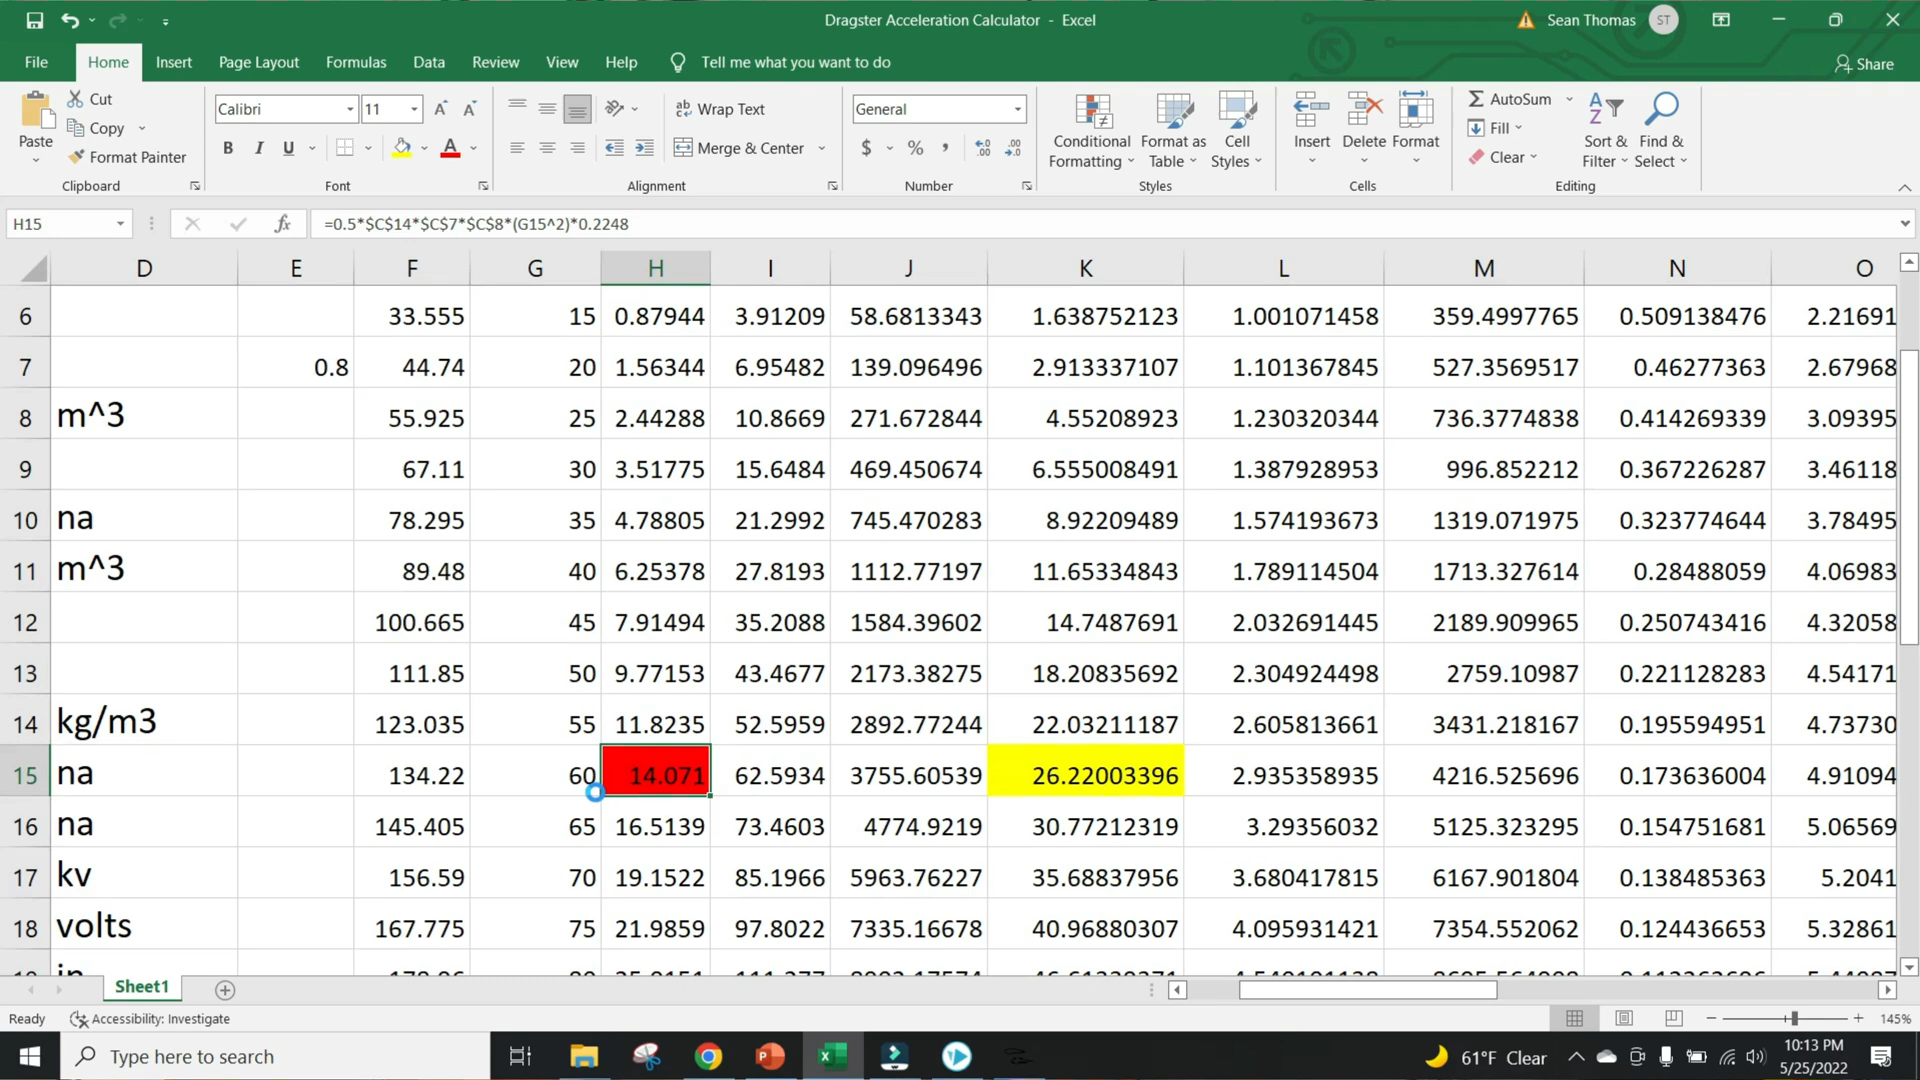 Dragster Acceleration Calculator - Excel
Sean Thomas
ST
File Home Insert Page Layout Formulas Data Review View Help Tell me what you want to do
Share
Paste
Cut
Copy
Format Painter
Clipboard
Calibri
11
B I U
Font
Wrap Text
Merge & Center
Alignment
General
$ % ,
Number
Conditional Formatting
Format as Table
Cell Styles
Styles
Insert
Delete
Format
Cells
AutoSum
Fill
Clear
Sort & Filter
Find & Select
Editing
H15
fx
=0.5*$C$14*$C$7*$C$8*(G15^2)*0.2248
D E F G H I J K L M N O
6 33.555 15 0.87944 3.91209 58.6813343 1.638752123 1.001071458 359.4997765 0.509138476 2.21691
7 0.8 44.74 20 1.56344 6.95482 139.096496 2.913337107 1.101367845 527.3569517 0.46277363 2.67968
8 m^3 55.925 25 2.44288 10.8669 271.672844 4.55208923 1.230320344 736.3774838 0.414269339 3.09395
9 67.11 30 3.51775 15.6484 469.450674 6.555008491 1.387928953 996.852212 0.367226287 3.46118
10 na 78.295 35 4.78805 21.2992 745.470283 8.92209489 1.574193673 1319.071975 0.323774644 3.78495
11 m^3 89.48 40 6.25378 27.8193 1112.77197 11.65334843 1.789114504 1713.327614 0.28488059 4.06983
12 100.665 45 7.91494 35.2088 1584.39602 14.7487691 2.032691445 2189.909965 0.250743416 4.32058
13 111.85 50 9.77153 43.4677 2173.38275 18.20835692 2.304924498 2759.10987 0.221128283 4.54171
14 kg/m3 123.035 55 11.8235 52.5959 2892.77244 22.03211187 2.605813661 3431.218167 0.195594951 4.73730
15 na 134.22 60 14.071 62.5934 3755.60539 26.22003396 2.935358935 4216.525696 0.173636004 4.91094
16 na 145.405 65 16.5139 73.4603 4774.9219 30.77212319 3.29356032 5125.323295 0.154751681 5.06569
17 kv 156.59 70 19.1522 85.1966 5963.76227 35.68837956 3.680417815 6167.901804 0.138485363 5.2041
18 volts 167.775 75 21.9859 97.8022 7335.16678 40.96880307 4.095931421 7354.552062 0.124436653 5.32861
Sheet1
Ready
Accessibility: Investigate
145%
Type here to search
61°F Clear
10:13 PM
5/25/2022